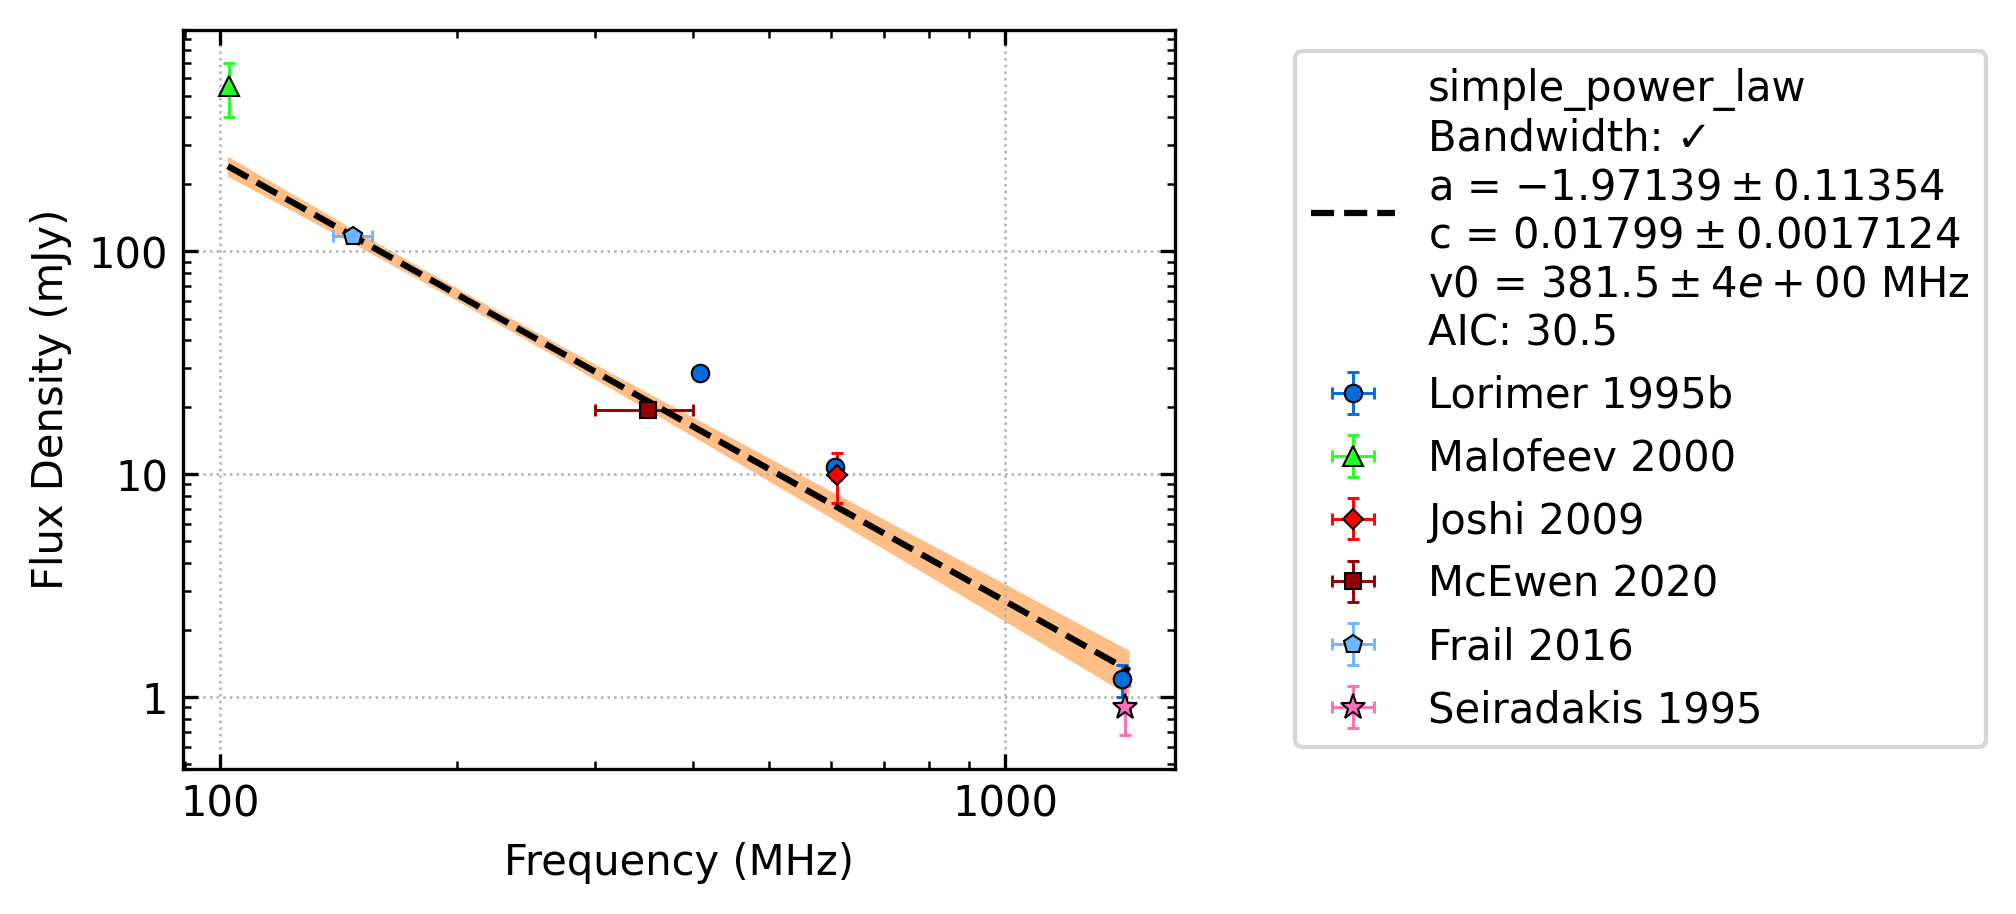 Flux Density (mJy)
100
10
1
100
1000
Frequency (MHz)
simple_power_law
Bandwidth: ✓
a = −1.97139 ± 0.11354
c = 0.01799 ± 0.0017124
v0 = 381.5 ± 4e + 00 MHz
AIC: 30.5
Lorimer 1995b
Malofeev 2000
Joshi 2009
McEwen 2020
Frail 2016
Seiradakis 1995